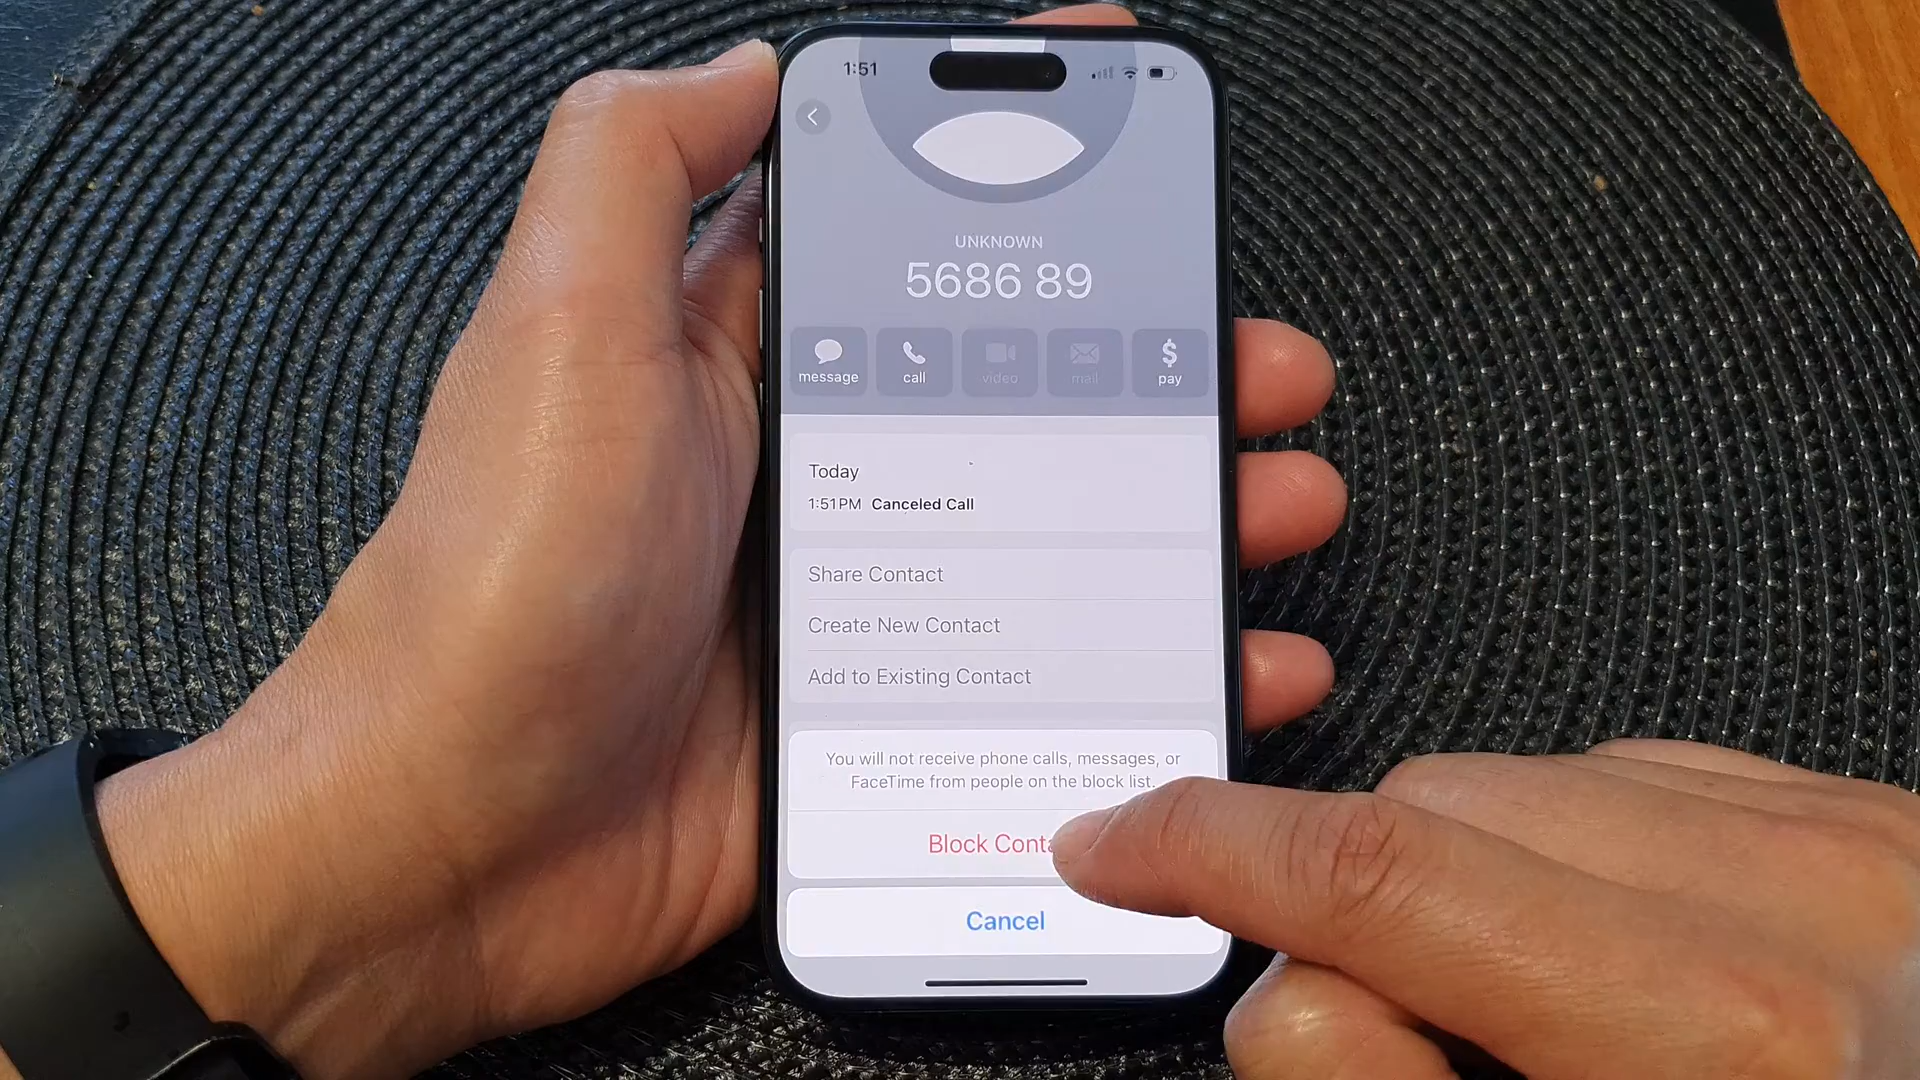 1:51
UNKNOWN
5686 89
message call video mail pay
Today
1:51PM Canceled Call
Share Contact
Create New Contact
Add to Existing Contact
You will not receive phone calls, messages, or
FaceTime from people on the block list.
Block Conta
Cancel